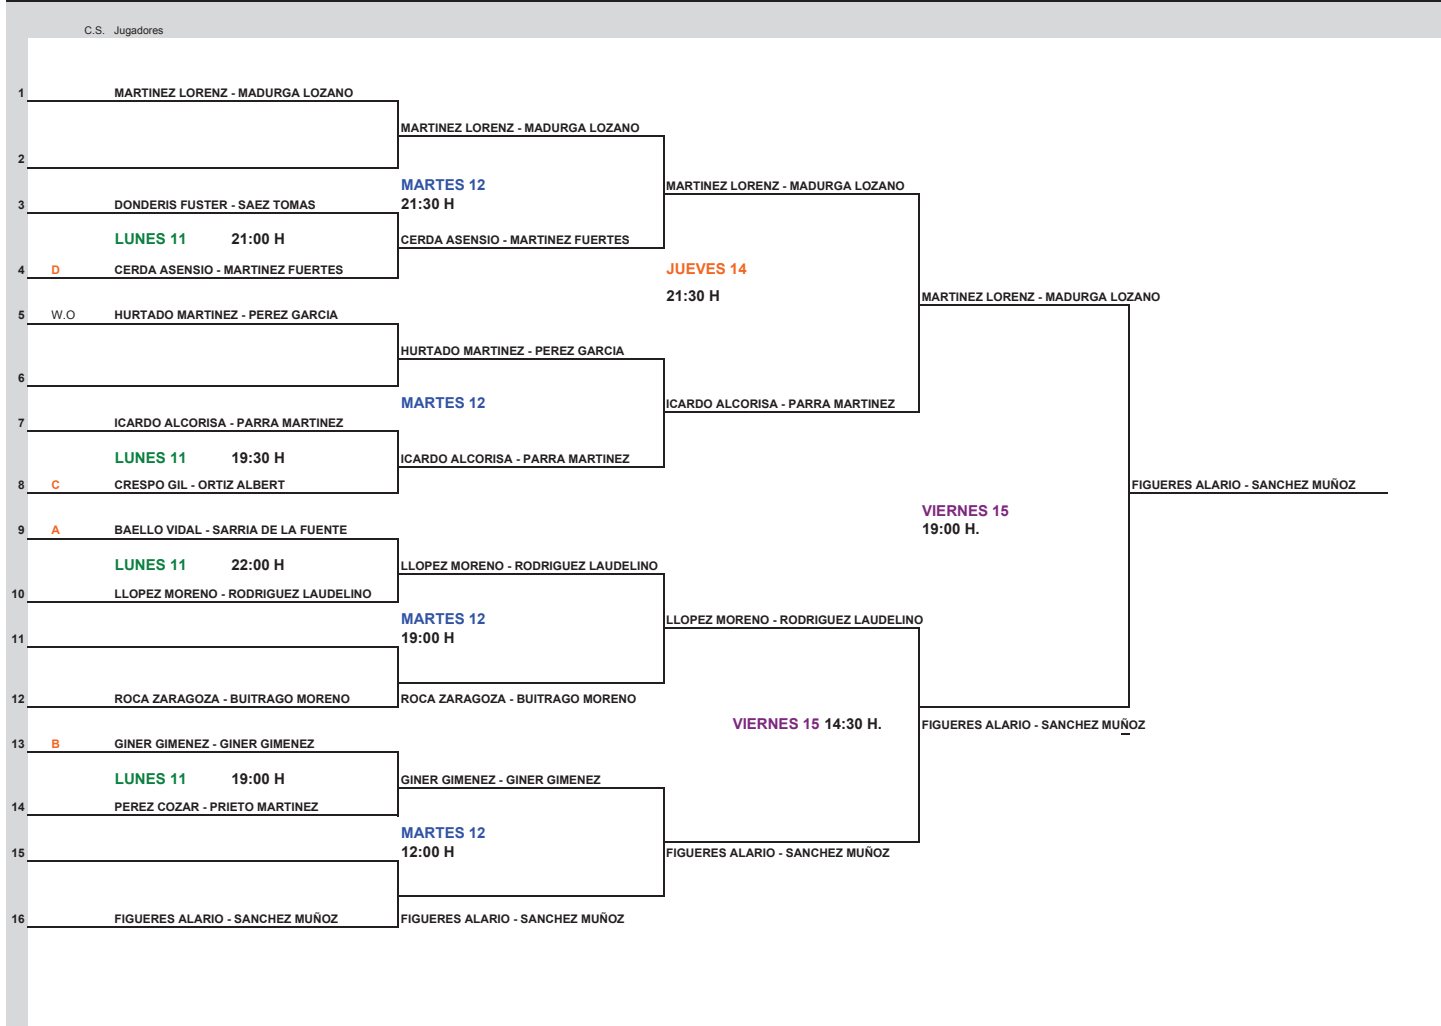 C.S. Jugadores
1 MARTINEZ LORENZ - MADURGA LOZANO
MARTINEZ LORENZ - MADURGA LOZANO
2
MARTES 12
MARTINEZ LORENZ - MADURGA LOZANO
3 DONDERIS FUSTER - SAEZ TOMAS 21:30 H
LUNES 11 21:00 H
CERDA ASENSIO - MARTINEZ FUERTES
4 D CERDA ASENSIO - MARTINEZ FUERTES
JUEVES 14
21:30 H
MARTINEZ LORENZ - MADURGA LOZANO
5 W.O HURTADO MARTINEZ - PEREZ GARCIA
HURTADO MARTINEZ - PEREZ GARCIA
6
MARTES 12
ICARDO ALCORISA - PARRA MARTINEZ
7 ICARDO ALCORISA - PARRA MARTINEZ
LUNES 11 19:30 H
ICARDO ALCORISA - PARRA MARTINEZ
8 C CRESPO GIL - ORTIZ ALBERT
FIGUERES ALARIO - SANCHEZ MUÑOZ
VIERNES 15
19:00 H.
9 A BAELLO VIDAL - SARRIA DE LA FUENTE
LUNES 11 22:00 H
LLOPEZ MORENO - RODRIGUEZ LAUDELINO
10 LLOPEZ MORENO - RODRIGUEZ LAUDELINO
MARTES 12
LLOPEZ MORENO - RODRIGUEZ LAUDELINO
11 19:00 H
12 ROCA ZARAGOZA - BUITRAGO MORENO
ROCA ZARAGOZA - BUITRAGO MORENO
VIERNES 15 14:30 H.
FIGUERES ALARIO - SANCHEZ MUÑOZ
13 B GINER GIMENEZ - GINER GIMENEZ
LUNES 11 19:00 H
GINER GIMENEZ - GINER GIMENEZ
14 PEREZ COZAR - PRIETO MARTINEZ
MARTES 12
15 12:00 H
FIGUERES ALARIO - SANCHEZ MUÑOZ
16 FIGUERES ALARIO - SANCHEZ MUÑOZ
FIGUERES ALARIO - SANCHEZ MUÑOZ